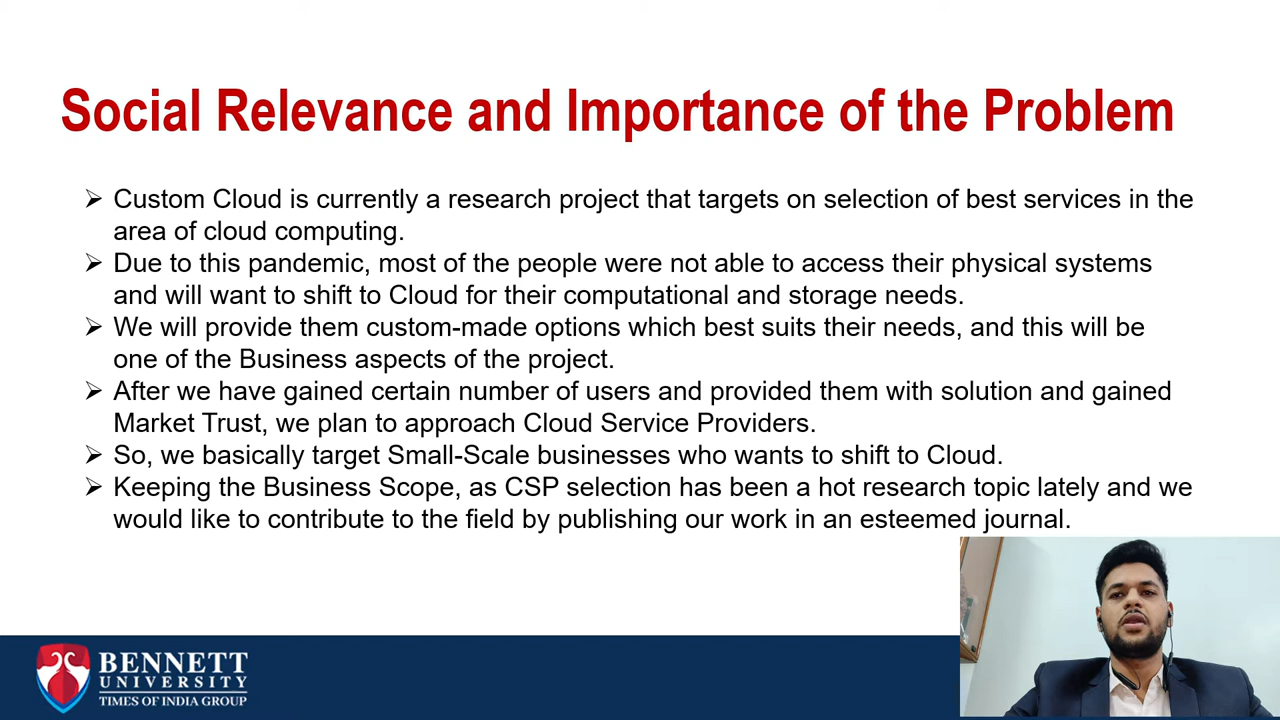 Social Relevance and Importance of the Problem
Custom Cloud is currently a research project that targets on selection of best services in the
area of cloud computing.
Due to this pandemic, most of the people were not able to access their physical systems
and will want to shift to Cloud for their computational and storage needs.
We will provide them custom-made options which best suits their needs, and this will be
one of the Business aspects of the project.
After we have gained certain number of users and provided them with solution and gained
Market Trust, we plan to approach Cloud Service Providers.
So, we basically target Small-Scale businesses who wants to shift to Cloud.
Keeping the Business Scope, as CSP selection has been a hot research topic lately and we
would like to contribute to the field by publishing our work in an esteemed journal.
BENNETT
UNIVERSITY
TIMES OF INDIA GROUP